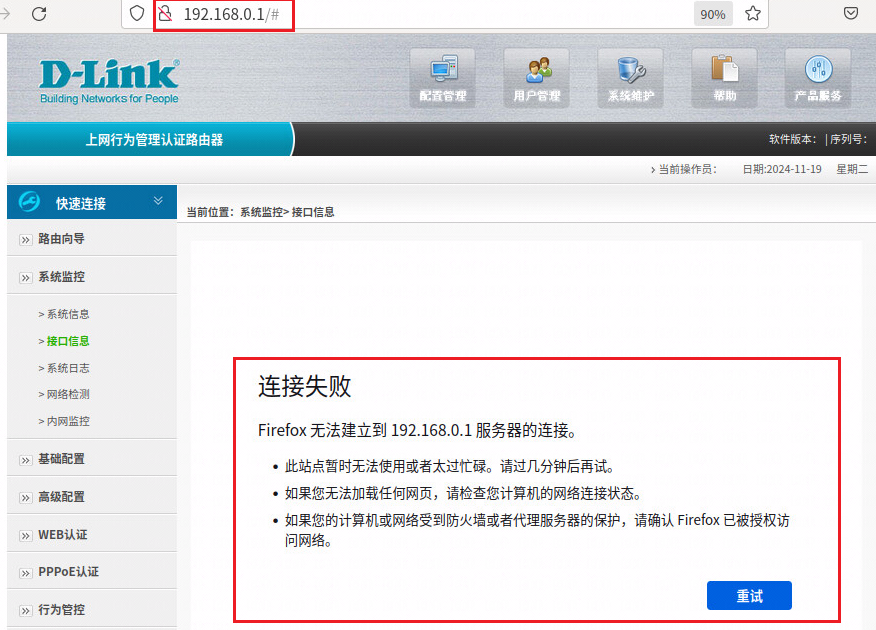 192.168.0.1/#
90%
D-Link®
Building Networks for People
配置管理
用户管理
系统维护
帮助
产品服务
上网行为管理认证路由器
软件版本： | 序列号：
当前操作员： 日期:2024-11-19 星期二
快速连接
当前位置：系统监控> 接口信息
路由向导
系统监控
> 系统信息
> 接口信息
> 系统日志
> 网络检测
> 内网监控
基础配置
高级配置
WEB认证
PPPoE认证
行为管控
连接失败
Firefox 无法建立到 192.168.0.1 服务器的连接。
• 此站点暂时无法使用或者太过忙碌。请过几分钟后再试。
• 如果您无法加载任何网页，请检查您计算机的网络连接状态。
• 如果您的计算机或网络受到防火墙或者代理服务器的保护，请确认 Firefox 已被授权访
问网络。
重试